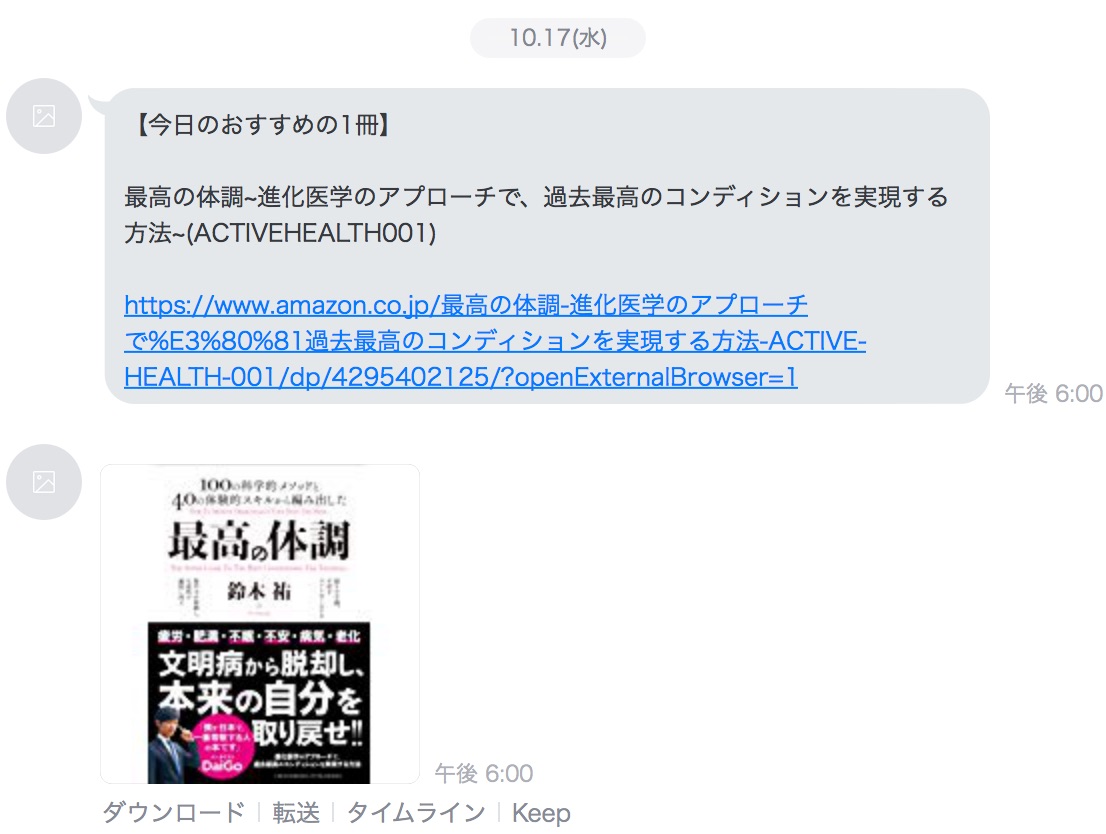 10.17(水)
【今日のおすすめの1冊】
最高の体調~進化医学のアプローチで、過去最高のコンディションを実現する
方法~(ACTIVEHEALTH001)
https://www.amazon.co.jp/最高の体調-進化医学のアプローチ
で%E3%80%81過去最高のコンディションを実現する方法-ACTIVE-
HEALTH-001/dp/4295402125/?openExternalBrowser=1
午後 6:00
100の科学的メソッドと
40の体験的スキルから編み出した
最高の体調
鈴木 祐
疲労・肥満・不眠・不安・病気・老化
文明病から脱却し、
本来の自分を
取り戻せ!!
DaiGo
午後 6:00
ダウンロード | 転送 | タイムライン | Keep